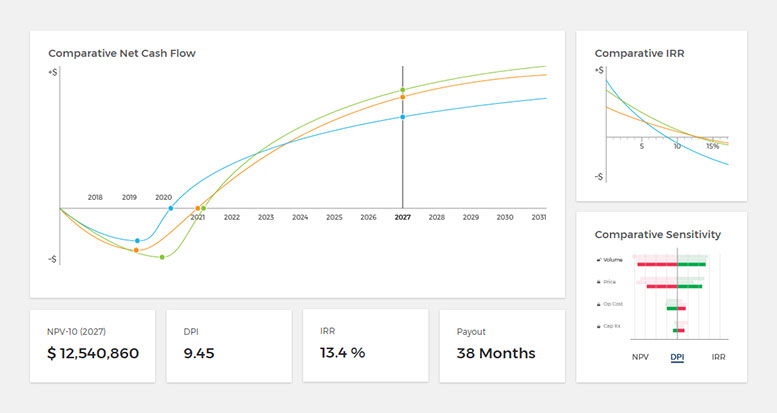 Comparative Net Cash Flow
+$
2018 2019 2020
2021 2022 2023 2024 2025 2026 2027 2028 2029 2030 2031
−$
Comparative IRR
+$
5 10 15%
−$
Comparative Sensitivity
Volume
Price
Op Cost
Cap Ex
NPV DPI IRR
NPV-10 (2027)
$ 12,540,860
DPI
9.45
IRR
13.4 %
Payout
38 Months